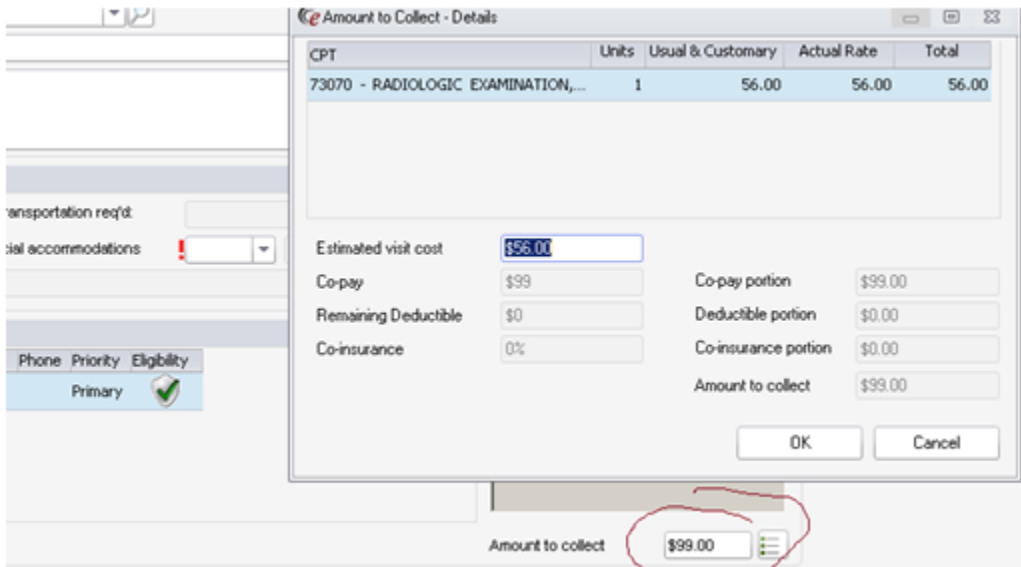 Amount to Collect - Details
CPT Units Usual & Customary Actual Rate Total
73070 - RADIOLOGIC EXAMINATION,... 1 56.00 56.00 56.00
ransportation req'd:
cial accommodations !
Estimated visit cost $56.00
Co-pay $99 Co-pay portion $99.00
Remaining Deductible $0 Deductible portion $0.00
Co-insurance 0% Co-insurance portion $0.00
Phone Priority Eligibility
Primary
Amount to collect $99.00
OK Cancel
Amount to collect $99.00